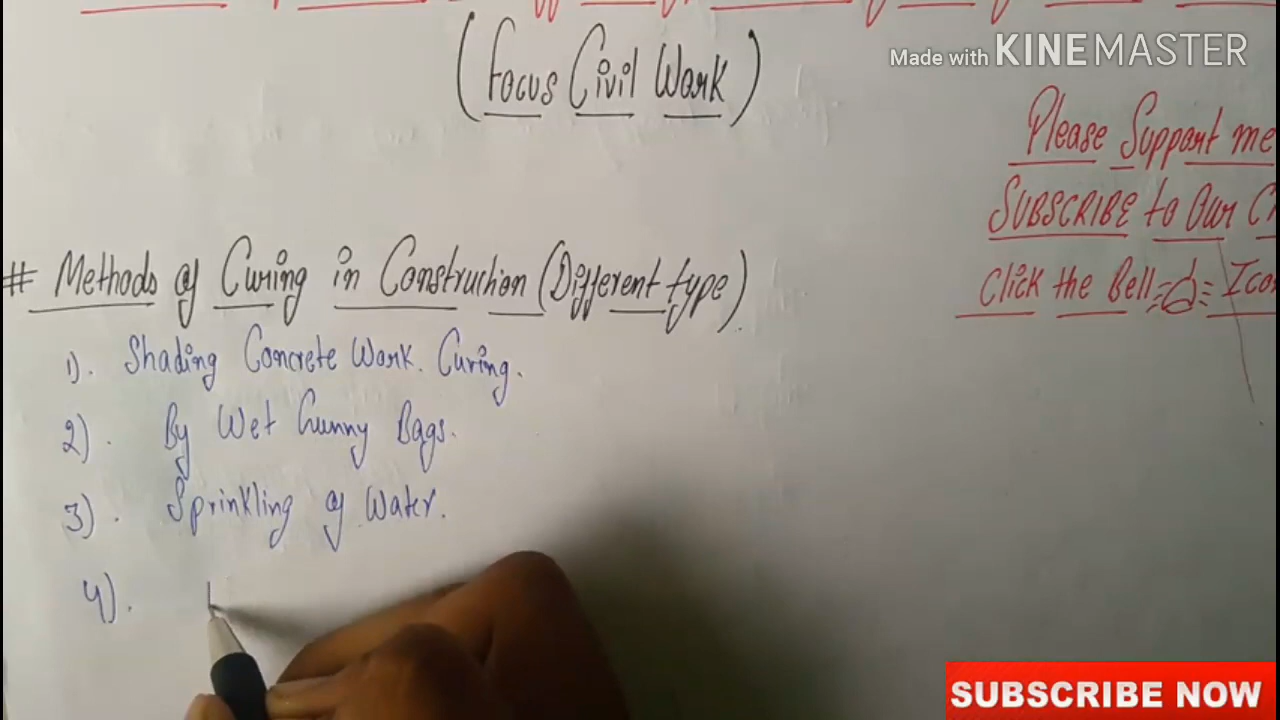 (Focus Civil Work)
Made with KINEMASTER
Please Support me
SUBSCRIBE to Our
Click the Bell
# Methods of Curing in Construction (Different type)
1). Shading Concrete Work. Curing.
2). By Wet Gunny Bags.
3). Sprinkling of Water.
4).
SUBSCRIBE NOW